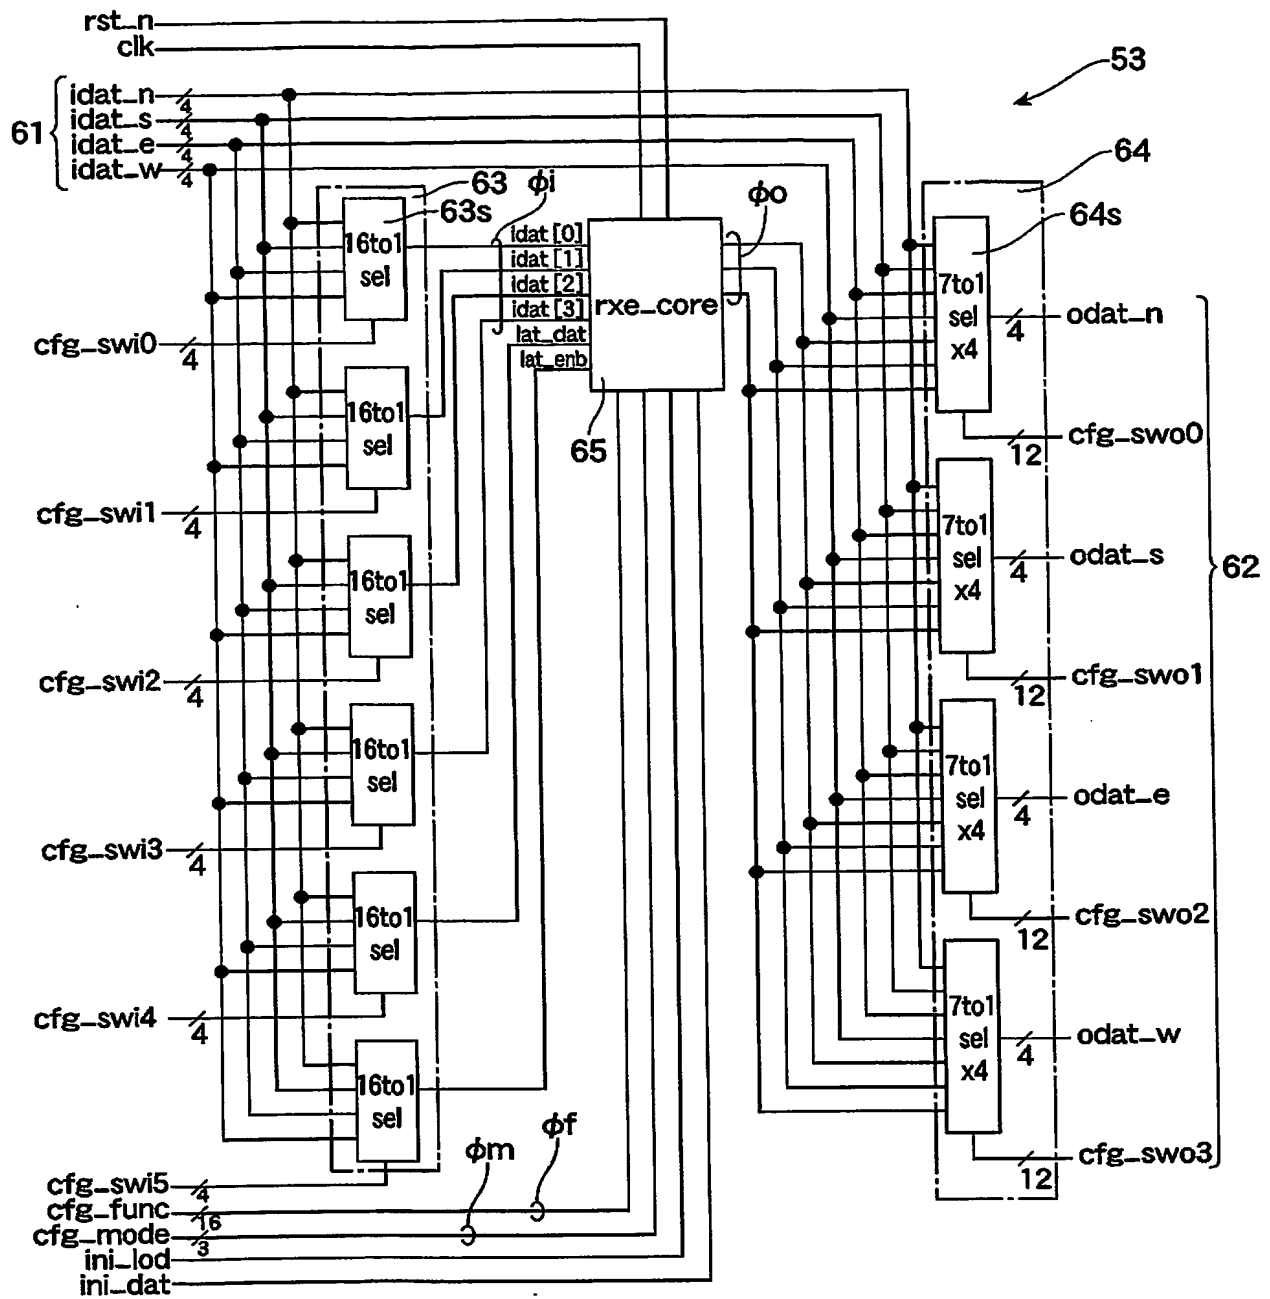 rst_n
clk
53
61
idat_n 4
idat_s 4
idat_e 4
idat_w 4
63
63s
ϕi
ϕo
64
64s
16to1
sel
cfg_swi0 4
16to1
sel
cfg_swi1 4
16to1
sel
cfg_swi2 4
16to1
sel
cfg_swi3 4
16to1
sel
cfg_swi4 4
16to1
sel
cfg_swi5 4
cfg_func 16
cfg_mode 3
ini_lod
ini_dat
ϕm
ϕf
idat [0]
idat [1]
idat [2]
idat [3]
lat_dat
lat_enb
rxe_core
65
7to1
sel
x4
4 odat_n
12 cfg_swo0
7to1
sel
x4
4 odat_s
12 cfg_swo1
62
7to1
sel
x4
4 odat_e
12 cfg_swo2
7to1
sel
x4
4 odat_w
12 cfg_swo3